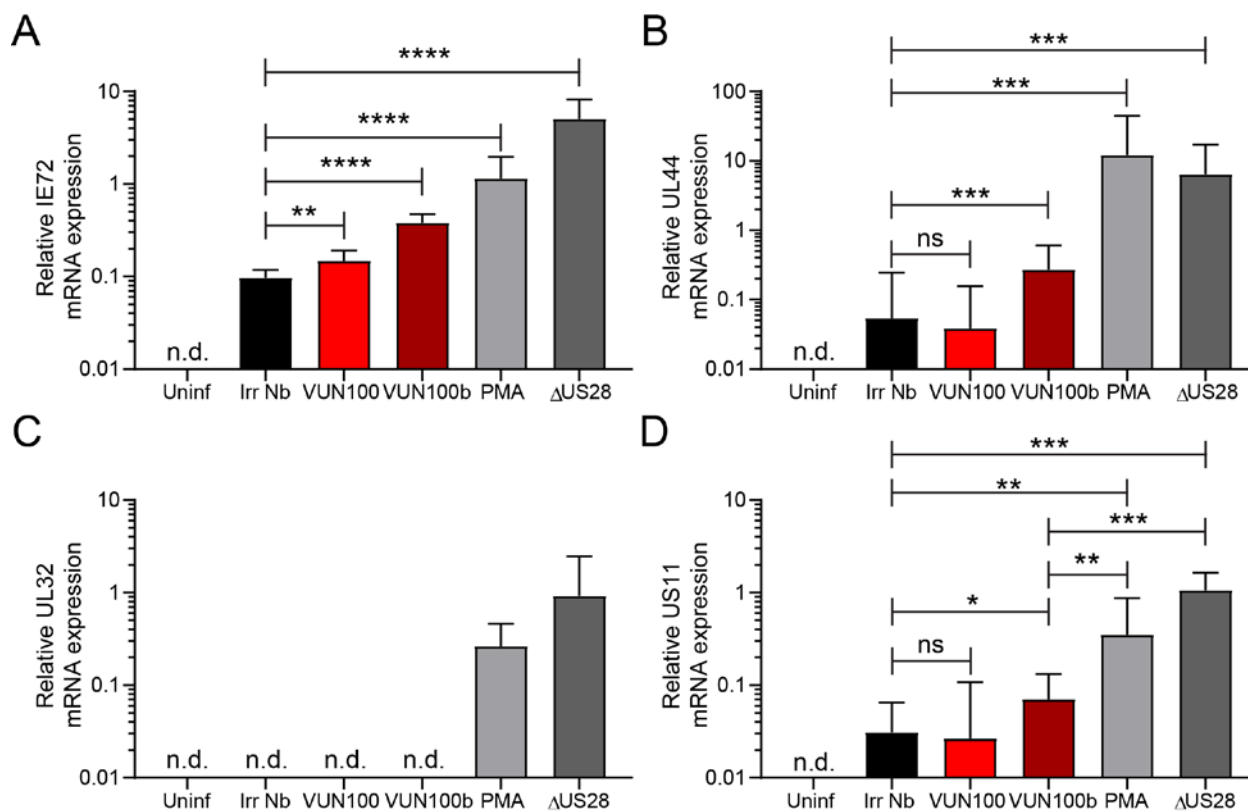 A
Relative IE72
mRNA expression
10
1
0.1
0.01
****
****
****
**
n.d.
Uninf
Irr Nb
VUN100
VUN100b
PMA
ΔUS28
B
Relative UL44
mRNA expression
100
10
1
0.1
0.01
***
***
***
ns
n.d.
Uninf
Irr Nb
VUN100
VUN100b
PMA
ΔUS28
C
Relative UL32
mRNA expression
10
1
0.1
0.01
n.d.
n.d.
n.d.
n.d.
Uninf
Irr Nb
VUN100
VUN100b
PMA
ΔUS28
D
Relative US11
mRNA expression
10
1
0.1
0.01
***
**
***
**
*
ns
n.d.
Uninf
Irr Nb
VUN100
VUN100b
PMA
ΔUS28